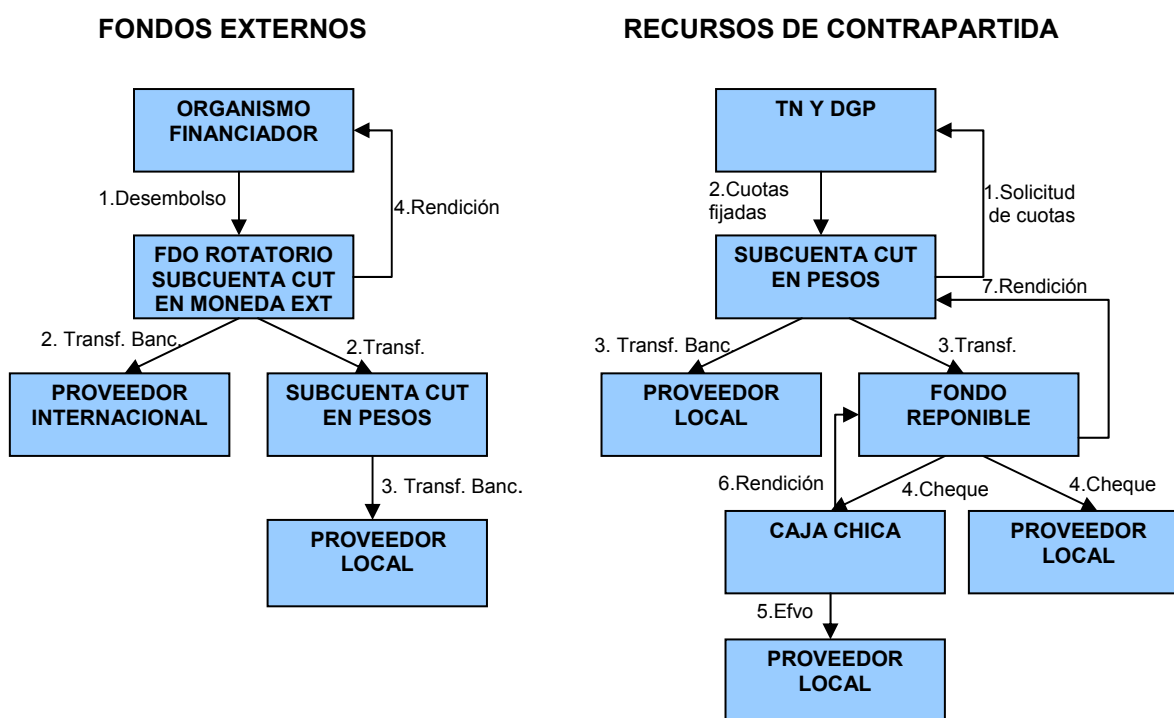 FONDOS EXTERNOS
ORGANISMO
FINANCIADOR
1.Desembolso
4.Rendición
FDO ROTATORIO
SUBCUENTA CUT
EN MONEDA EXT
2. Transf. Banc.
2.Transf.
PROVEEDOR
INTERNACIONAL
SUBCUENTA CUT
EN PESOS
3. Transf. Banc.
PROVEEDOR
LOCAL
RECURSOS DE CONTRAPARTIDA
TN Y DGP
2.Cuotas
fijadas
1.Solicitud
de cuotas
SUBCUENTA CUT
EN PESOS
7.Rendición
3. Transf. Banc
3.Transf.
PROVEEDOR
LOCAL
FONDO
REPONIBLE
6.Rendición
4.Cheque
4.Cheque
CAJA CHICA
PROVEEDOR
LOCAL
5.Efvo
PROVEEDOR
LOCAL